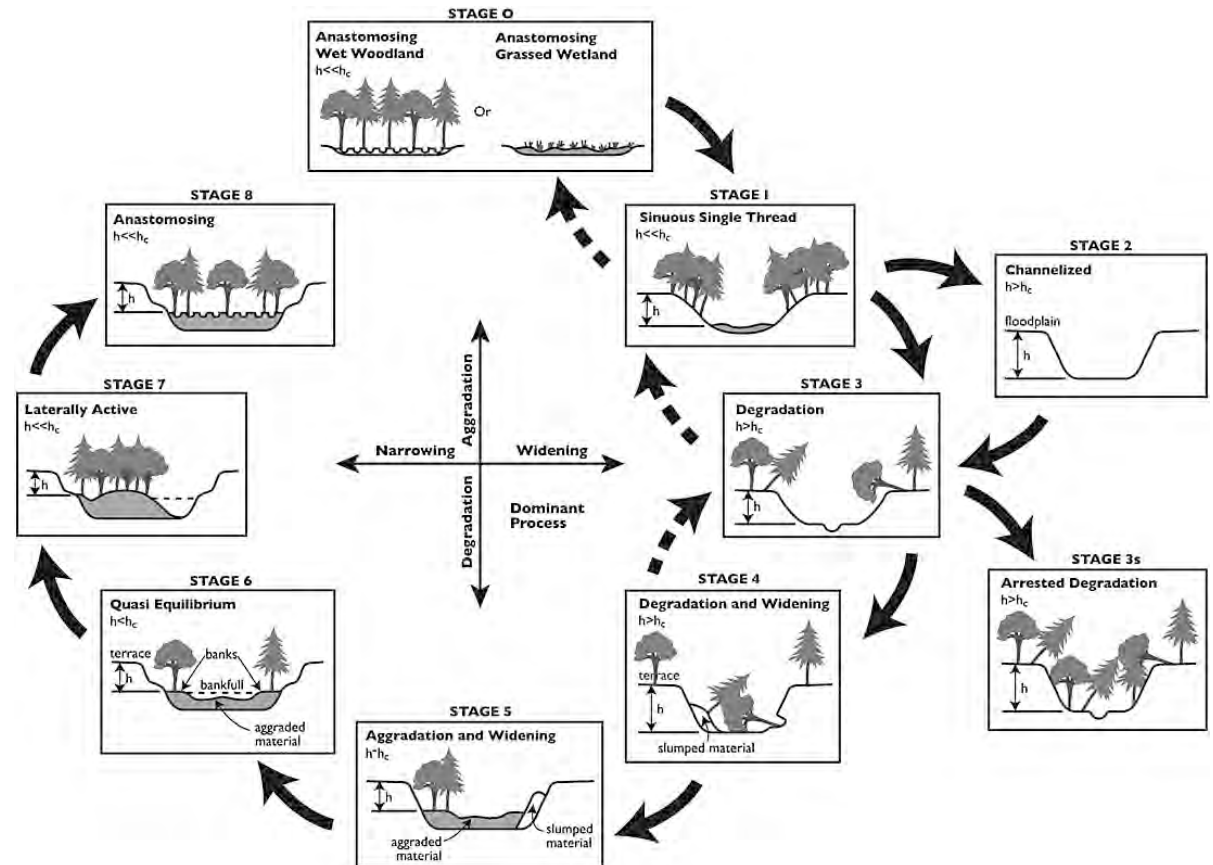 STAGE O
Anastomosing
Wet Woodland
h<<hc
Or
Anastomosing
Grassed Wetland
STAGE 1
Sinuous Single Thread
h<<hc
h
STAGE 2
Channelized
h>hc
floodplain
h
STAGE 3
Degradation
h>hc
h
STAGE 3s
Arrested Degradation
h>hc
h
STAGE 4
Degradation and Widening
h>hc
terrace
h
slumped material
STAGE 5
Aggradation and Widening
h~hc
h
aggraded
material
slumped
material
STAGE 6
Quasi Equilibrium
h<hc
terrace
banks
h
bankfull
aggraded
material
STAGE 7
Laterally Active
h<<hc
h
STAGE 8
Anastomosing
h<<hc
h
Aggradation
Narrowing
Widening
Degradation
Dominant
Process